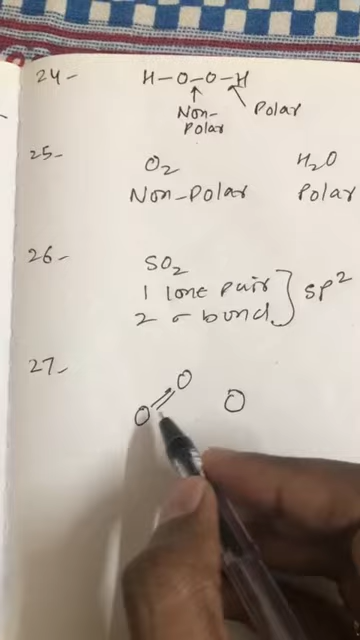 24- H-O-O-H
Non-Polar Polar
25- O₂ H₂O
Non-Polar Polar
26- SO₂
1 lone pair
2 σ bond } SP²
27-
O=O O